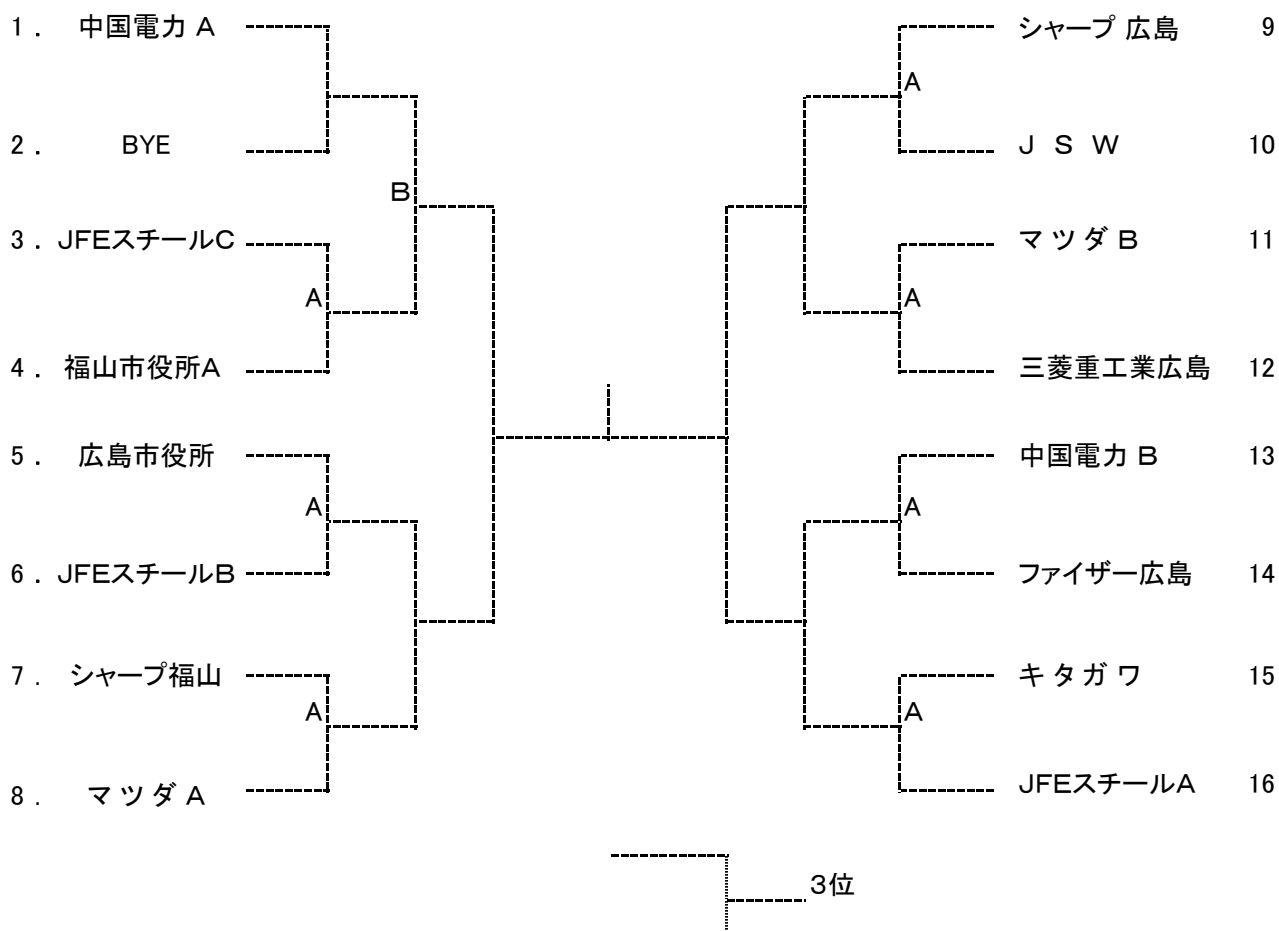 1. 中国電力 A
2. BYE
3. JFEスチールC
4. 福山市役所A
5. 広島市役所
6. JFEスチールB
7. シャープ福山
8. マツダ A
B
A
A
A
シャープ 広島 9
A
J S W 10
マツダ B 11
A
三菱重工業広島 12
中国電力 B 13
A
ファイザー広島 14
キタガワ 15
A
JFEスチールA 16
3位